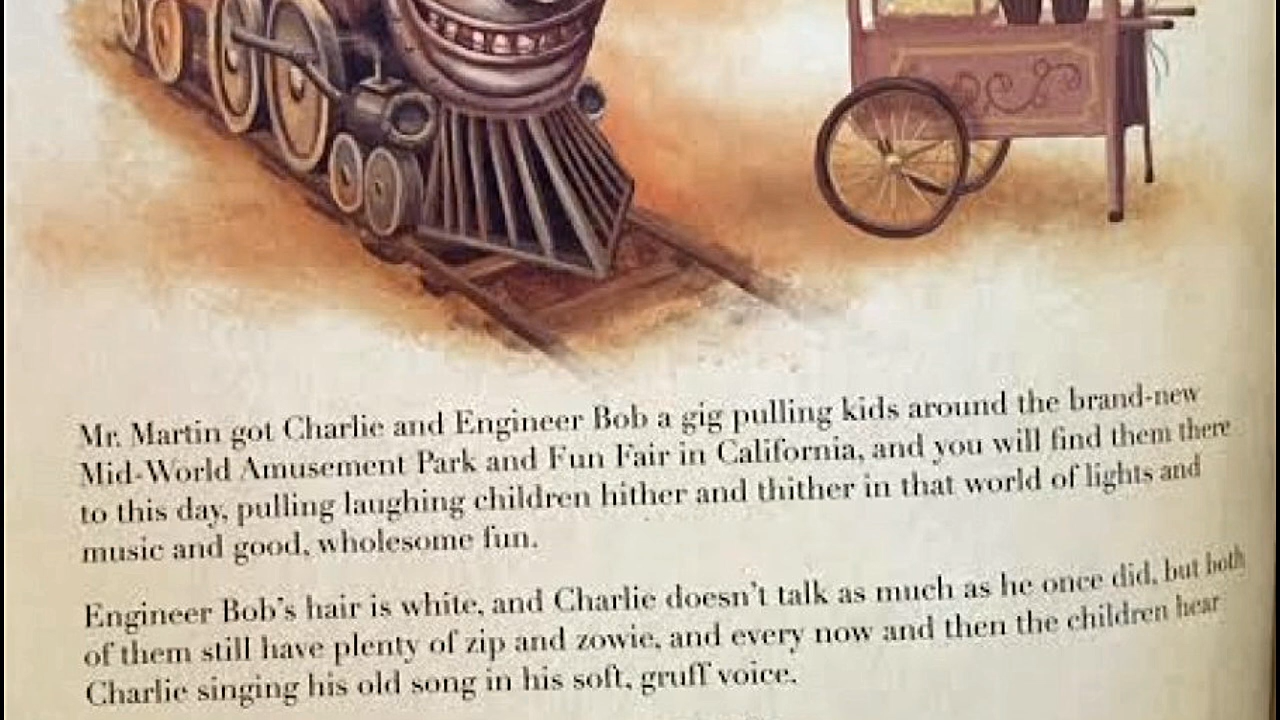 Mr. Martin got Charlie and Engineer Bob a gig pulling kids around the brand-new
Mid-World Amusement Park and Fun Fair in California, and you will find them there
to this day, pulling laughing children hither and thither in that world of lights and
music and good, wholesome fun.
Engineer Bob's hair is white, and Charlie doesn't talk as much as he once did, but both
of them still have plenty of zip and zowie, and every now and then the children hear
Charlie singing his old song in his soft, gruff voice.